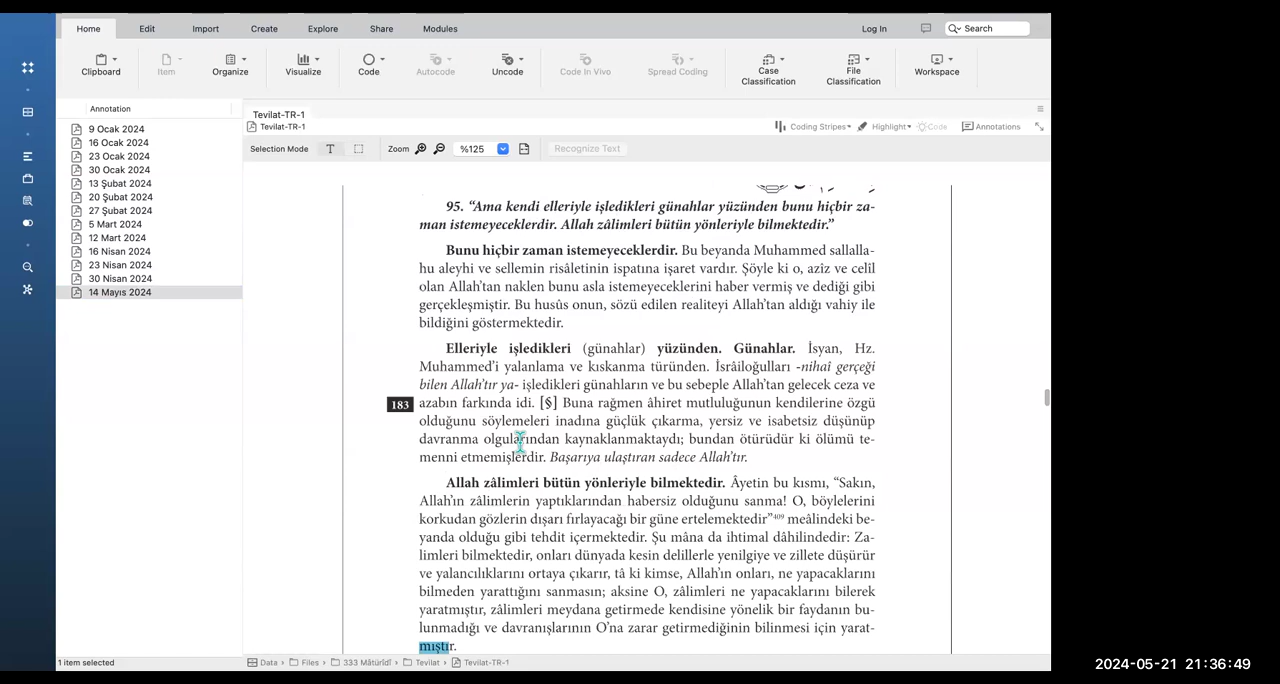 Home Edit Import Create Explore Share Modules Log In Search
Clipboard Item Organize Visualize Code Autocode Uncode Code In Vivo Spread Coding Case Classification File Classification Workspace
Annotation
9 Ocak 2024
16 Ocak 2024
23 Ocak 2024
30 Ocak 2024
13 Şubat 2024
20 Şubat 2024
27 Şubat 2024
5 Mart 2024
12 Mart 2024
16 Nisan 2024
23 Nisan 2024
30 Nisan 2024
14 Mayıs 2024
1 item selected
Tevilat-TR-1
Tevilat-TR-1 Coding Stripes Highlight Code Annotations
Selection Mode T Zoom %125 Recognize Text
95. “Ama kendi elleriyle işledikleri günahlar yüzünden bunu hiçbir za-
man istemeyeceklerdir. Allah zâlimleri bütün yönleriyle bilmektedir.”
Bunu hiçbir zaman istemeyeceklerdir. Bu beyanda Muhammed sallalla-
hu aleyhi ve sellemin risâletinin ispatına işaret vardır. Şöyle ki o, azîz ve celîl
olan Allah’tan naklen bunu asla istemeyeceklerini haber vermiş ve dediği gibi
gerçekleşmiştir. Bu husûs onun, sözü edilen realiteyi Allah’tan aldığı vahiy ile
bildiğini göstermektedir.
Elleriyle işledikleri (günahlar) yüzünden. Günahlar. İsyan, Hz.
Muhammed’i yalanlama ve kıskanma türünden. İsrâiloğulları -nihaî gerçeği
bilen Allah’tır ya- işledikleri günahların ve bu sebeple Allah’tan gelecek ceza ve
183 azabın farkında idi. [§] Buna rağmen âhiret mutluluğunun kendilerine özgü
olduğunu söylemeleri inadına güçlük çıkarma, yersiz ve isabetsiz düşünüp
davranma olgularından kaynaklanmaktaydı; bundan ötürüdür ki ölümü te-
menni etmemişlerdir. Başarıya ulaştıran sadece Allah’tır.
Allah zâlimleri bütün yönleriyle bilmektedir. Âyetin bu kısmı, “Sakın,
Allah’ın zâlimlerin yaptıklarından habersiz olduğunu sanma! O, böylelerini
korkudan gözlerin dışarı fırlayacağı bir güne ertelemektedir”409 meâlindeki be-
yanda olduğu gibi tehdit içermektedir. Şu mâna da ihtimal dâhilindedir: Za-
limleri bilmektedir, onları dünyada kesin delillerle yenilgiye ve zillete düşürür
ve yalancılıklarını ortaya çıkarır, tâ ki kimse, Allah’ın onları, ne yapacaklarını
bilmeden yarattığını sanmasın; aksine O, zâlimleri ne yapacaklarını bilerek
yaratmıştır, zâlimleri meydana getirmede kendisine yönelik bir faydanın bu-
lunmadığı ve davranışlarının O’na zarar getirmediğinin bilinmesi için yarat-
mıştır.
Data Files 333 Mâtürîdî Tevilat Tevilat-TR-1
2024-05-21 21:36:49